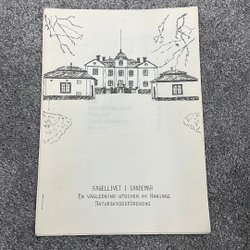 FÅGELLIVET I SANDEMAR
EN VÄGLEDNING UTGIVEN AV HANINGE
NATURSKYDDSFÖRENING